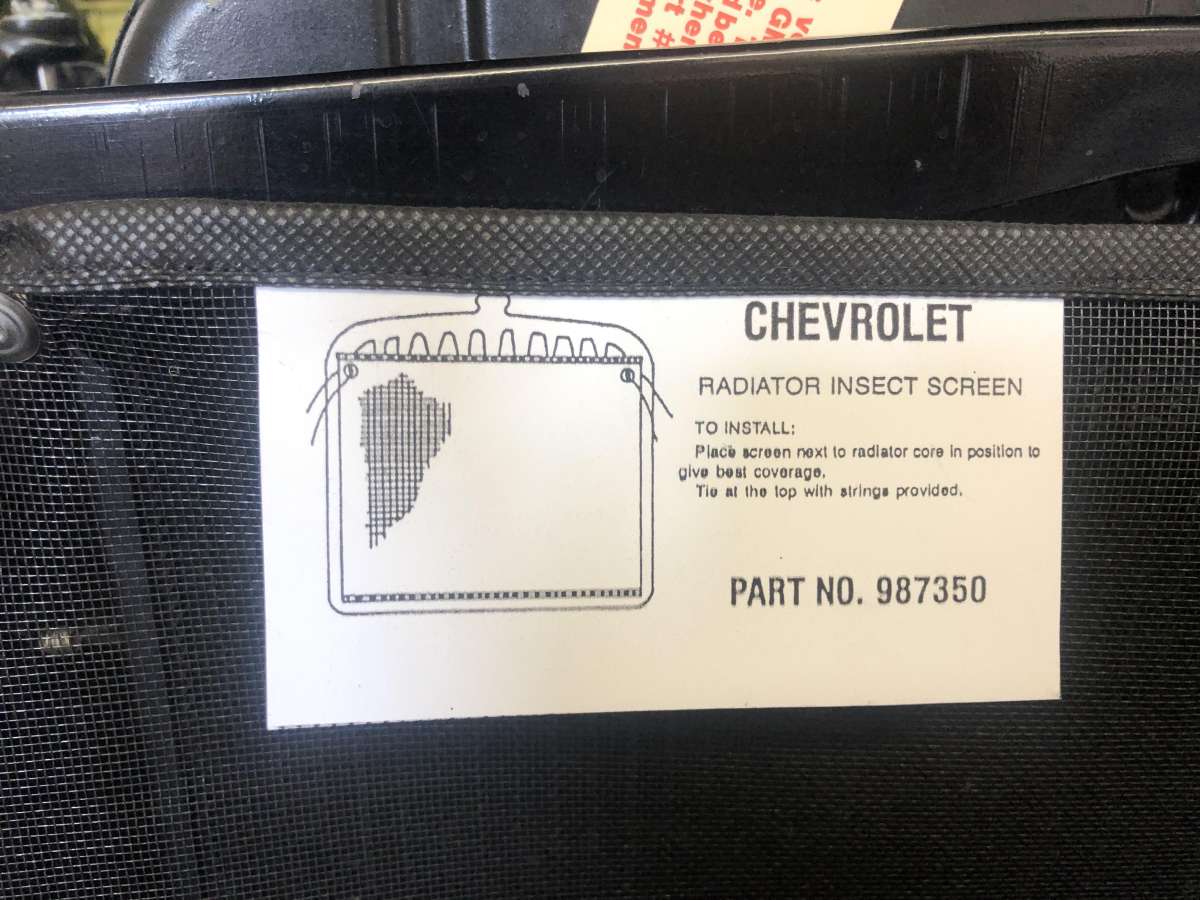 GM
#
CHEVROLET
RADIATOR INSECT SCREEN
TO INSTALL:
Place screen next to radiator core in position to
give best coverage.
Tie at the top with strings provided.
PART NO. 987350